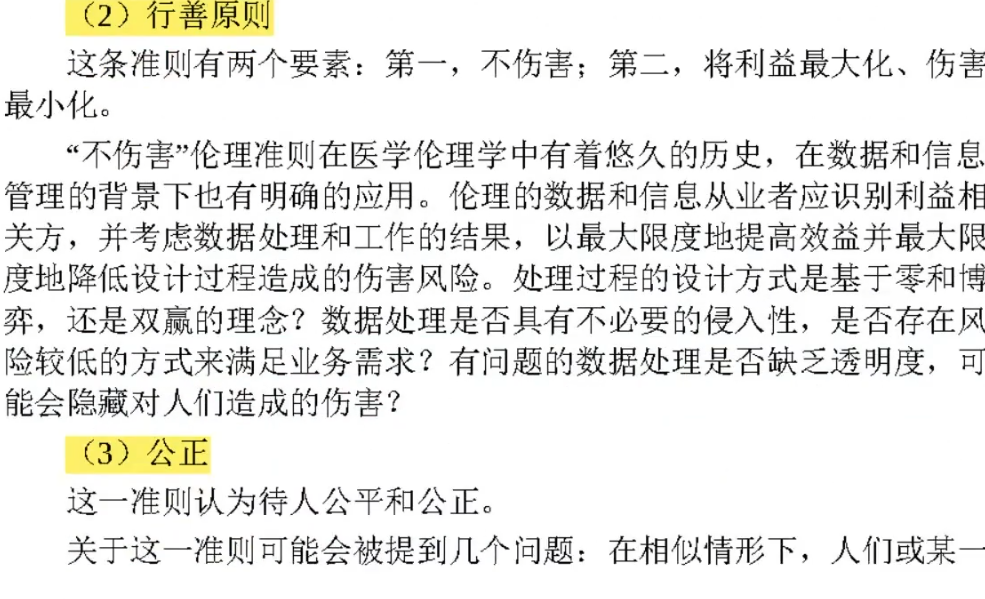 （2）行善原则
这条准则有两个要素：第一，不伤害；第二，将利益最大化、伤害
最小化。
“不伤害”伦理准则在医学伦理学中有着悠久的历史，在数据和信息
管理的背景下也有明确的应用。伦理的数据和信息从业者应识别利益相
关方，并考虑数据处理和工作的结果，以最大限度地提高效益并最大限
度地降低设计过程造成的伤害风险。处理过程的设计方式是基于零和博
弈，还是双赢的理念？数据处理是否具有不必要的侵入性，是否存在风
险较低的方式来满足业务需求？有问题的数据处理是否缺乏透明度，可
能会隐藏对人们造成的伤害？
（3）公正
这一准则认为待人公平和公正。
关于这一准则可能会被提到几个问题：在相似情形下，人们或某一